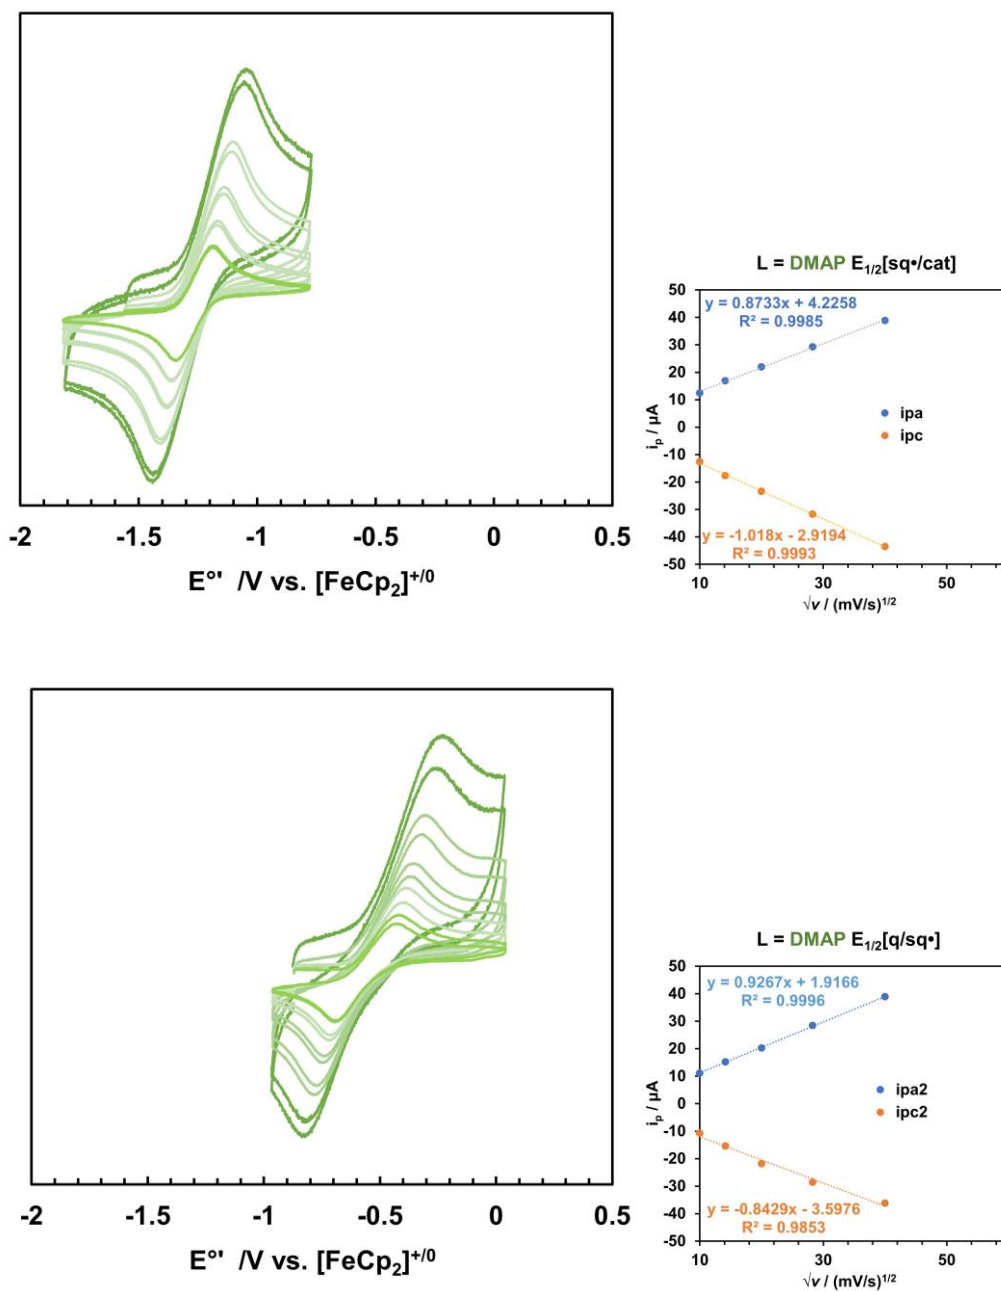 -2 -1.5 -1 -0.5 0 0.5
E°' /V vs. [FeCp₂]⁺/⁰
L = DMAP E₁/₂[sq•/cat]
50
40
30
20
10
0
-10
-20
-30
-40
-50
y = 0.8733x + 4.2258
R² = 0.9985
ipa
ipc
y = -1.018x - 2.9194
R² = 0.9993
iₚ / µA
10 30 50
√v / (mV/s)¹/²
-2 -1.5 -1 -0.5 0 0.5
E°' /V vs. [FeCp₂]⁺/⁰
L = DMAP E₁/₂[q/sq•]
50
40
30
20
10
0
-10
-20
-30
-40
-50
y = 0.9267x + 1.9166
R² = 0.9996
ipa2
ipc2
y = -0.8429x - 3.5976
R² = 0.9853
iₚ / µA
10 30 50
√v / (mV/s)¹/²